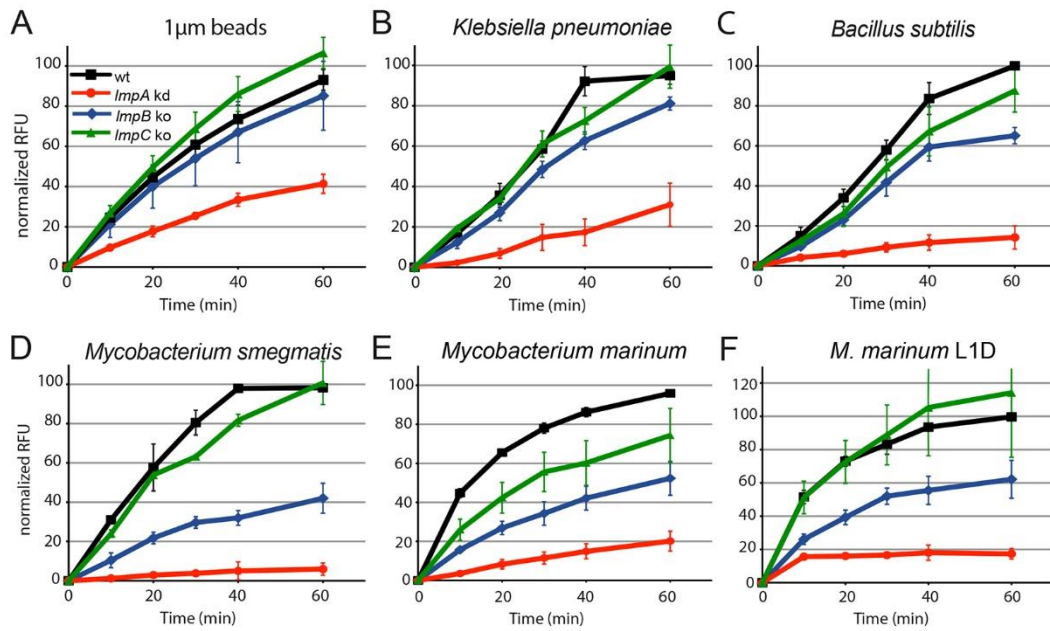 A 1µm beads
B Klebsiella pneumoniae
C Bacillus subtilis
normalized RFU
100
80
60
40
20
0
wt
lmpA kd
lmpB ko
lmpC ko
0 20 40 60
Time (min)
100
80
60
40
20
0
0 20 40 60
Time (min)
100
80
60
40
20
0
0 20 40 60
Time (min)
D Mycobacterium smegmatis
E Mycobacterium marinum
F M. marinum L1D
normalized RFU
100
80
60
40
20
0
0 20 40 60
Time (min)
100
80
60
40
20
0
0 20 40 60
Time (min)
120
100
80
60
40
20
0
0 20 40 60
Time (min)